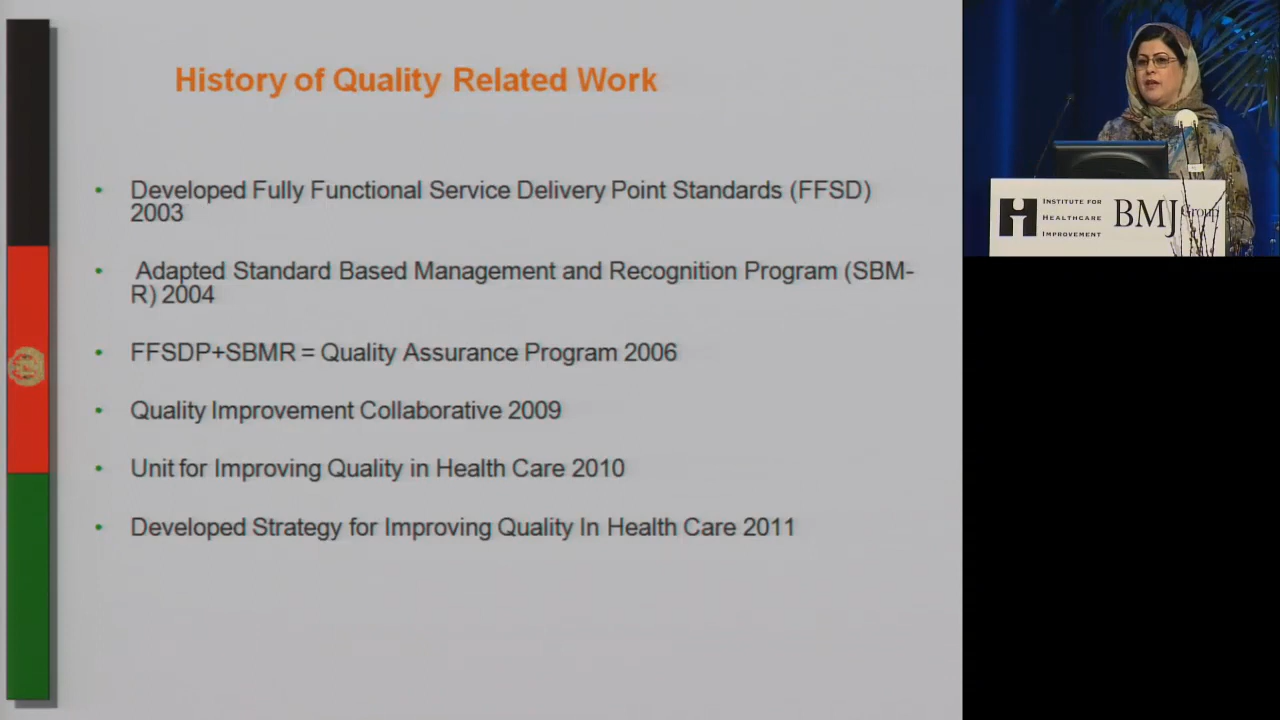 History of Quality Related Work
• Developed Fully Functional Service Delivery Point Standards (FFSD)
2003
• Adapted Standard Based Management and Recognition Program (SBM-
R) 2004
• FFSDP+SBMR = Quality Assurance Program 2006
• Quality Improvement Collaborative 2009
• Unit for Improving Quality in Health Care 2010
• Developed Strategy for Improving Quality In Health Care 2011
INSTITUTE FOR
HEALTHCARE
IMPROVEMENT
BMJ Group